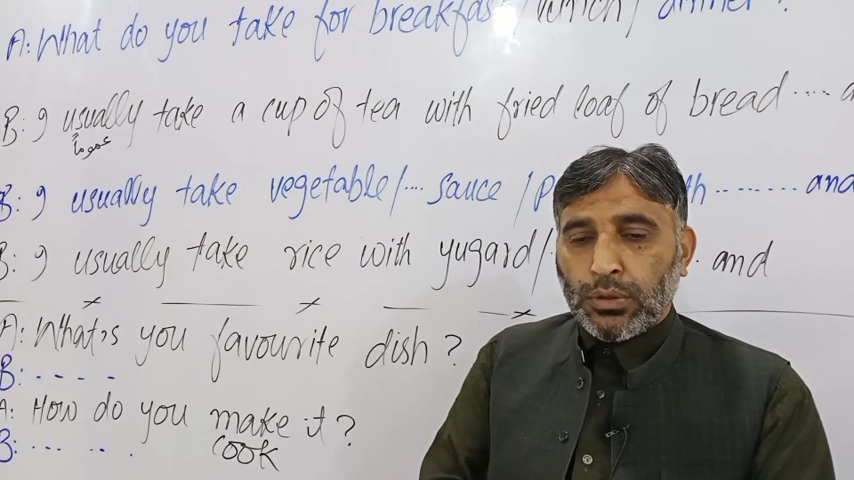 A: What do you take for breakfast / lunch / dinner ?
B: I usually take a cup of tea with fried loaf of bread ....
عموماً
B: I usually take vegetable/... sauce / ........ and
B: I usually take rice with yugard/ . and
A: What,s you favourite dish ?
B: - - - - -
A: How do you make it ?
cook
B: ... .. .